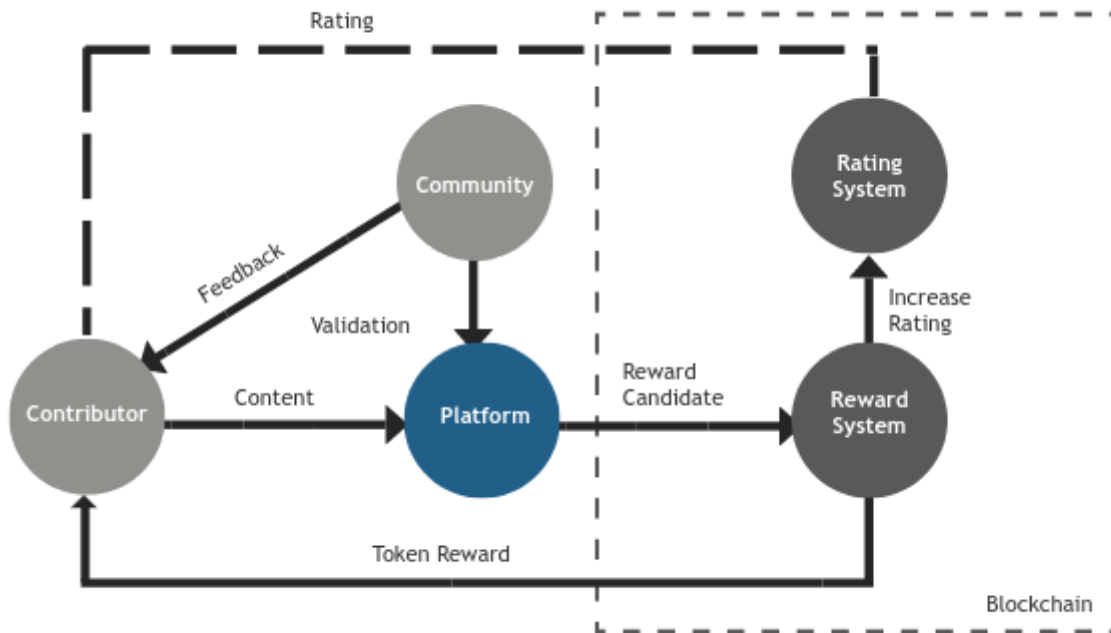 Rating
Community
Rating
System
Feedback
Validation
Increase
Rating
Contributor
Content
Platform
Reward
Candidate
Reward
System
Token Reward
Blockchain